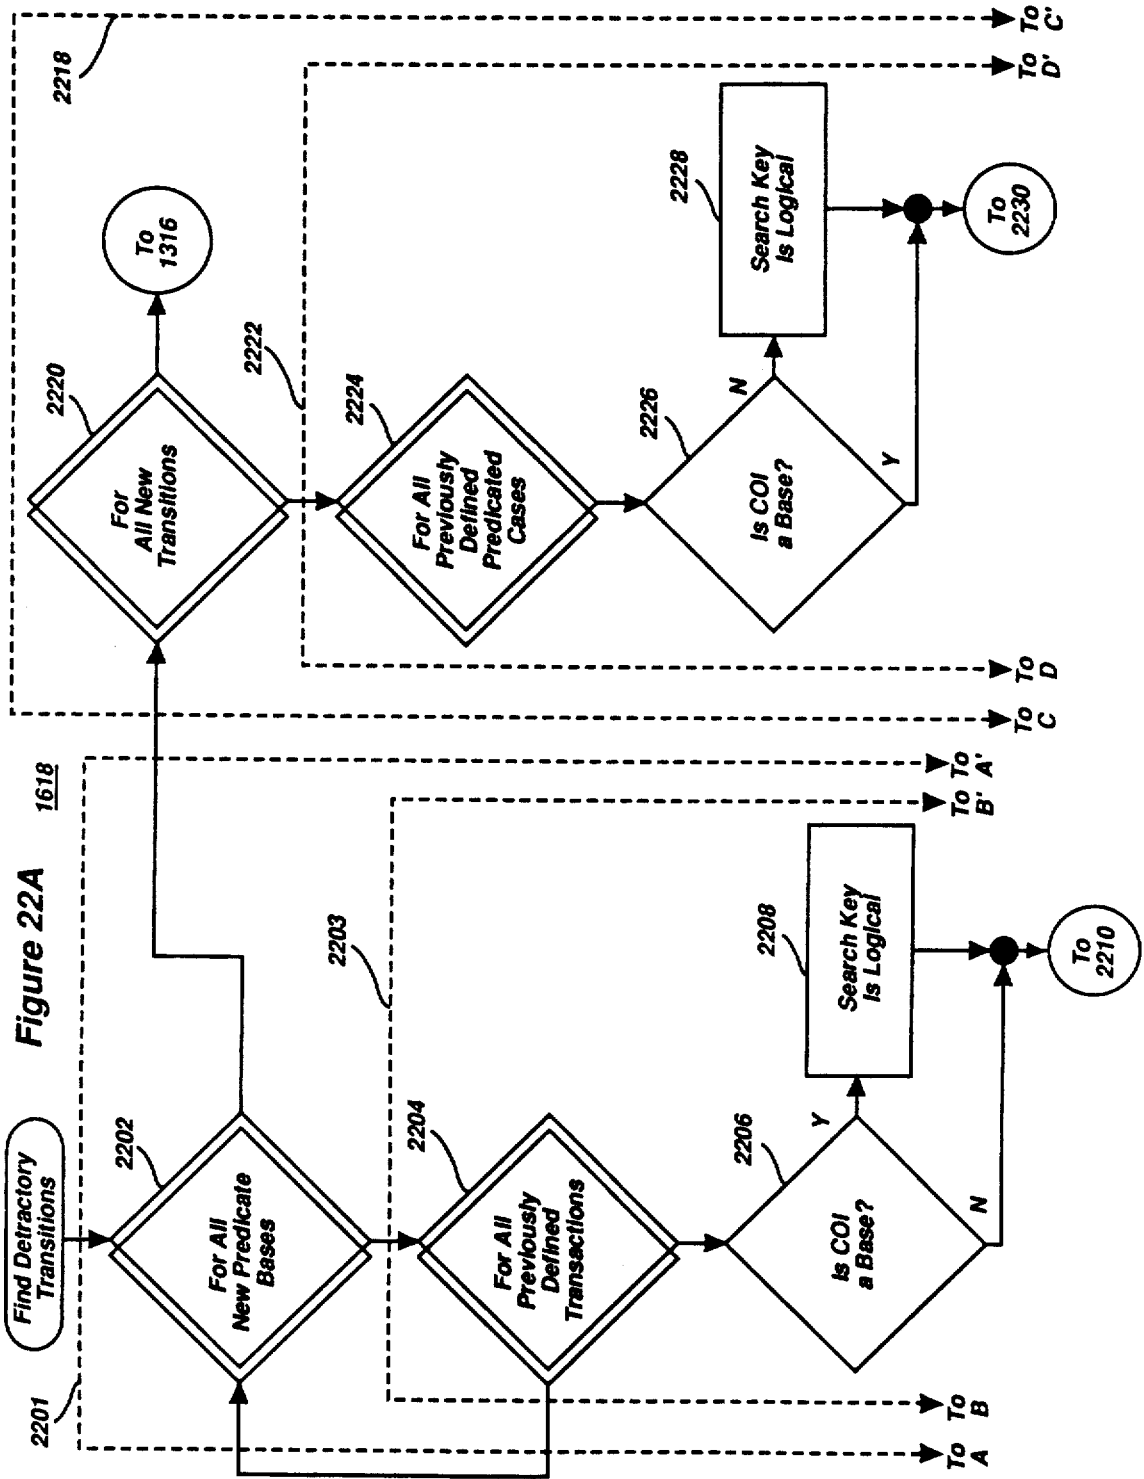 Figure 22A
1618
Find Detractory
Transitions
2201
2202
For All
New Predicate
Bases
2203
2204
For All
Previously
Defined
Transactions
2206
Is COI
a Base?
Y
N
2208
Search Key
Is Logical
To
2210
To
A
To
B
To
B'
To
A'
2218
2220
For
All New
Transitions
To
1316
2222
2224
For All
Previously
Defined
Predicated
Cases
2226
Is COI
a Base?
N
Y
2228
Search Key
Is Logical
To
2230
To
C
To
D
To
D'
To
C'